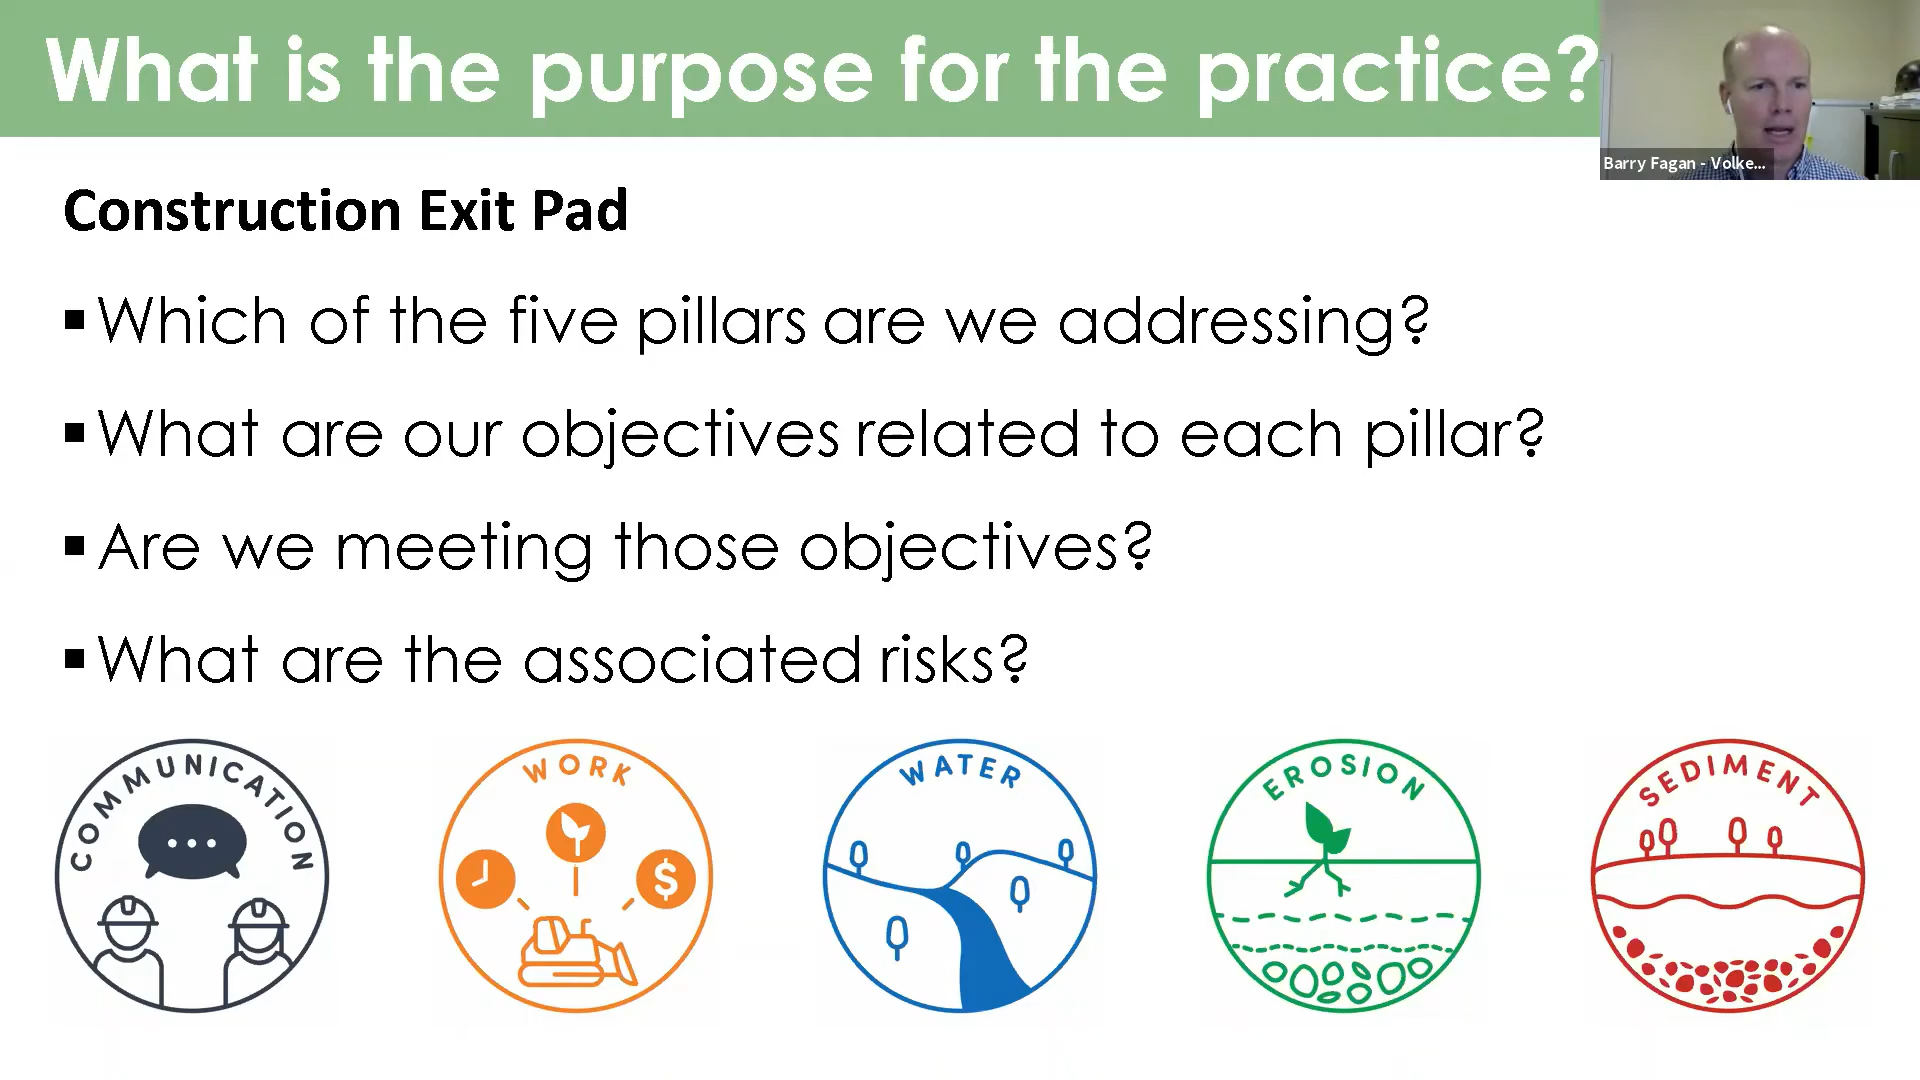 What is the purpose for the practice?
Barry Fagan - Volke...
Construction Exit Pad
▪Which of the five pillars are we addressing?
▪What are our objectives related to each pillar?
▪Are we meeting those objectives?
▪What are the associated risks?
COMMUNICATION
WORK
$
WATER
EROSION
SEDIMENT